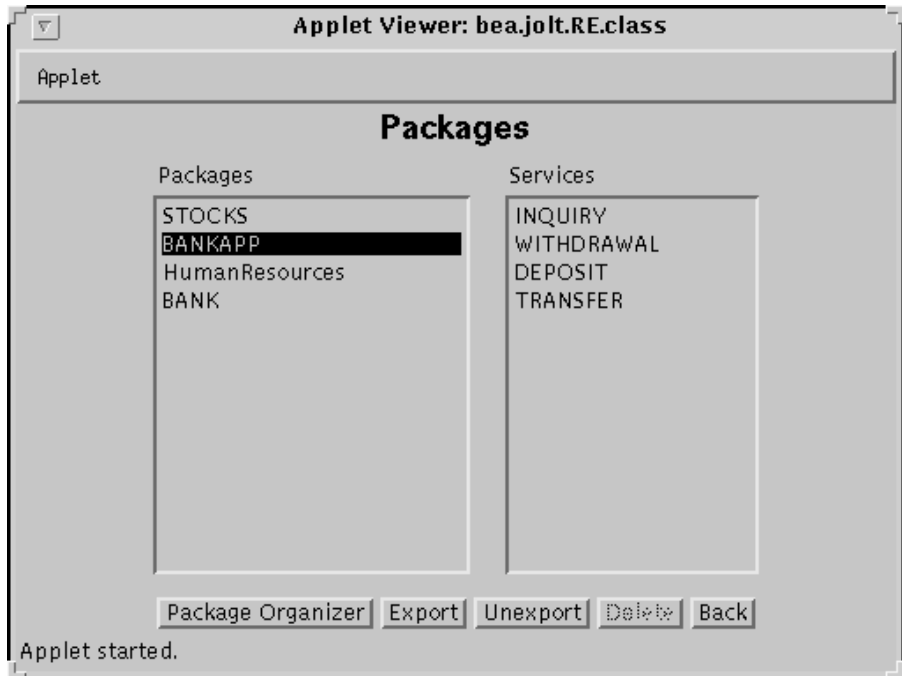 Applet Viewer: bea.jolt.RE.class
Applet
Packages
Packages
Services
STOCKS
BANKAPP
HumanResources
BANK
INQUIRY
WITHDRAWAL
DEPOSIT
TRANSFER
Package Organizer Export Unexport Delete Back
Applet started.